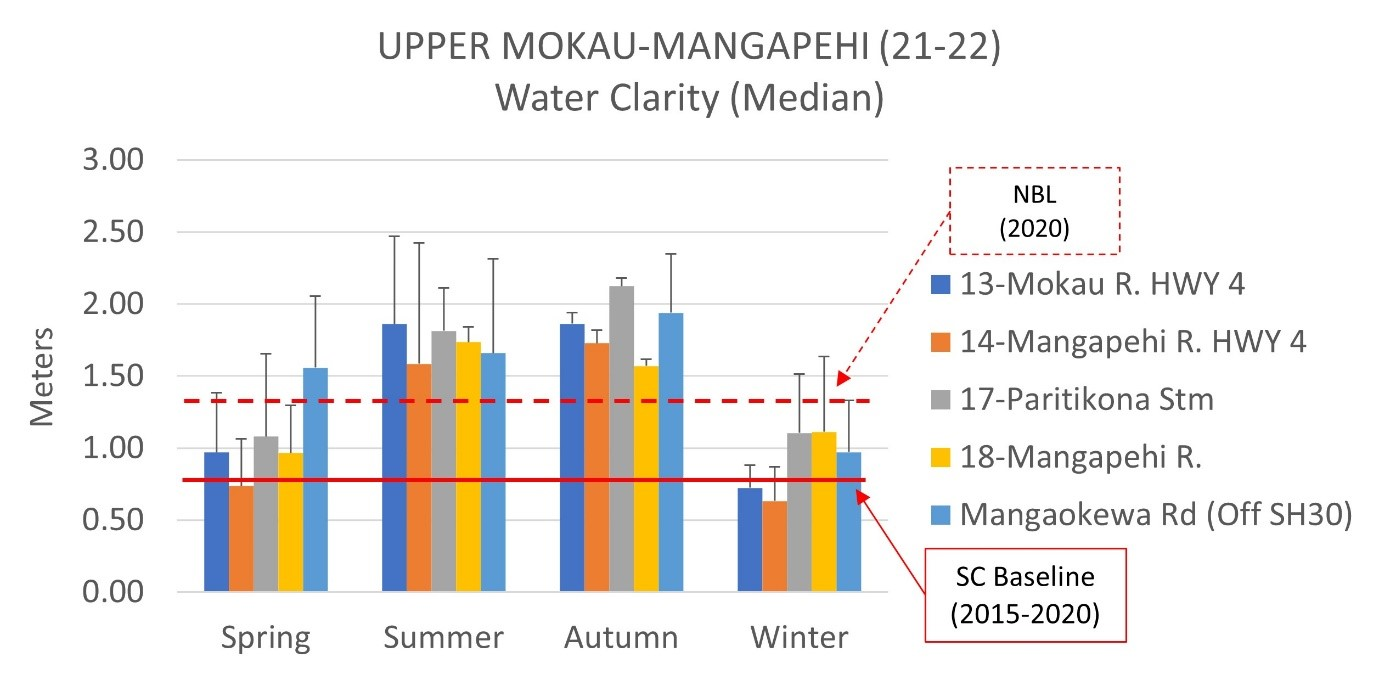 UPPER MOKAU-MANGAPEHI (21-22)
Water Clarity (Median)
Meters
3.00
2.50
2.00
1.50
1.00
0.50
0.00
Spring
Summer
Autumn
Winter
NBL
(2020)
13-Mokau R. HWY 4
14-Mangapehi R. HWY 4
17-Paritikona Stm
18-Mangapehi R.
Mangaokewa Rd (Off SH30)
SC Baseline
(2015-2020)